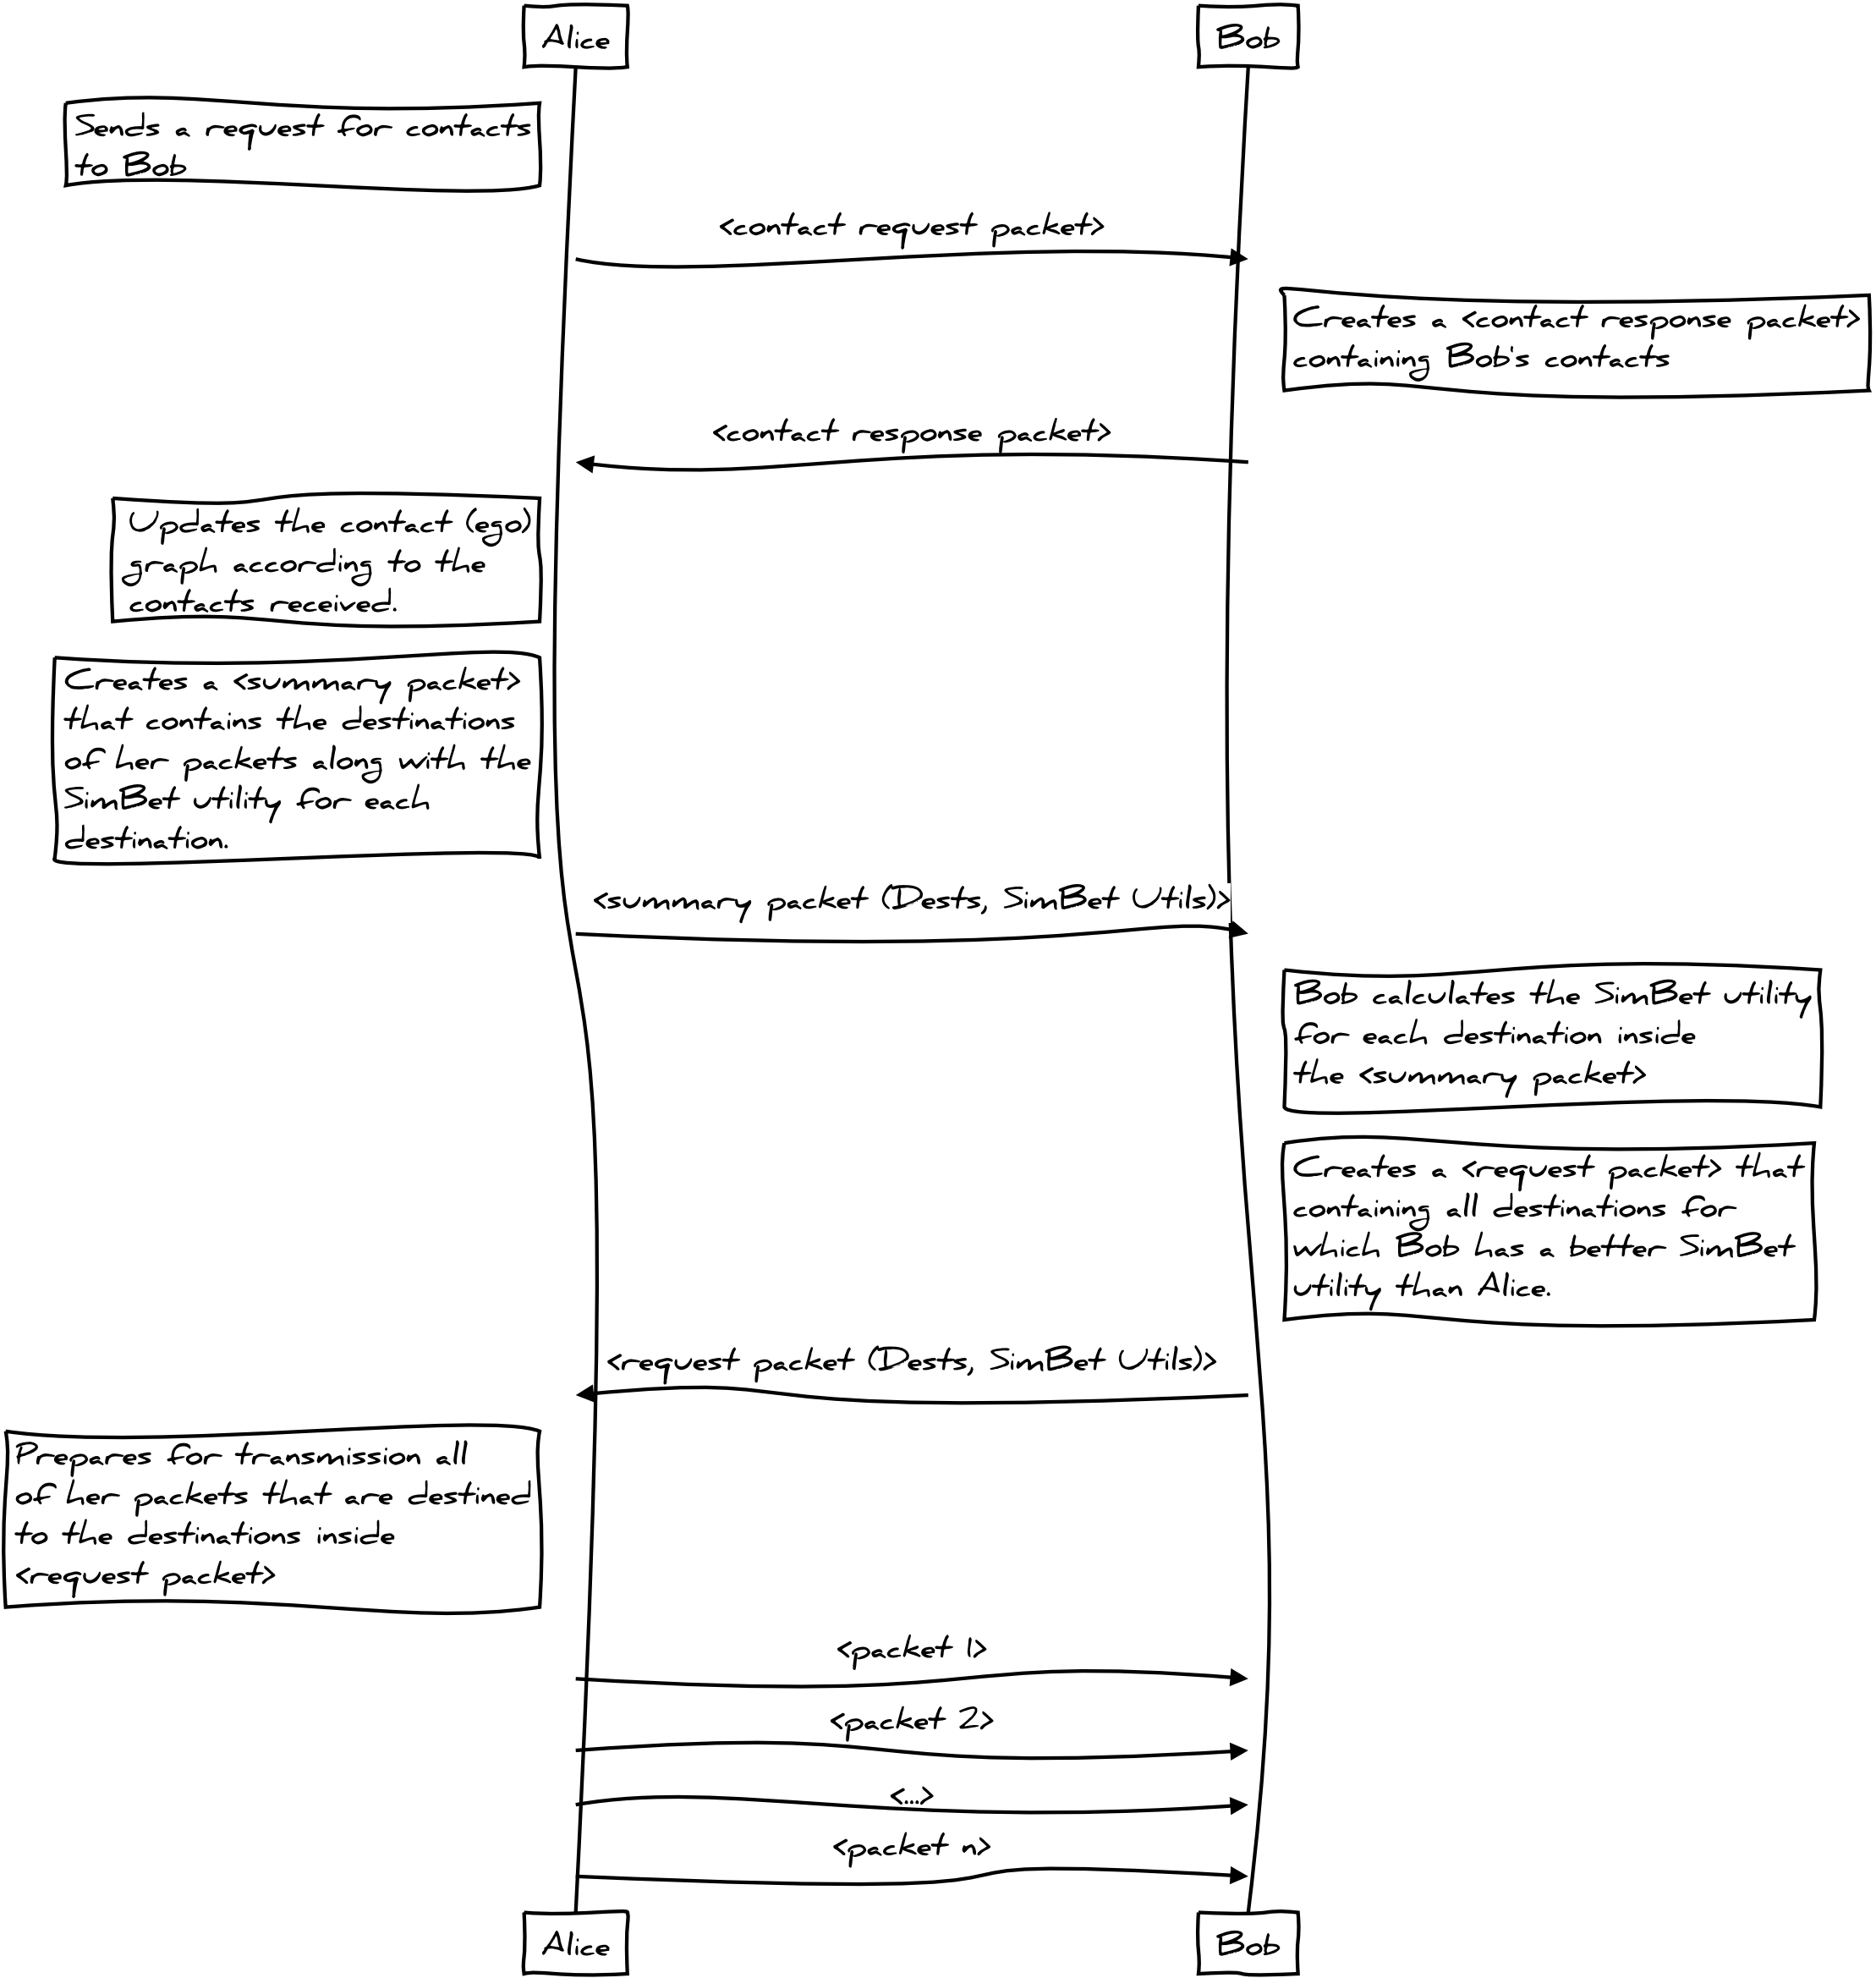 Alice
Bob
Sends a request for contacts
to Bob
<contact request packet>
Creates a <contact response packet>
containing Bob's contacts
<contact response packet>
Updates the contact (ego)
graph according to the
contacts received.
Creates a <summary packet>
that contains the destinations
of her packets along with the
SimBet utility for each
destination.
<summary packet (Dests, SimBet Utils)>
Bob calculates the SimBet utility
for each destination inside
the <summary packet>
Creates a <request packet> that
containing all destinations for
which Bob has a better SimBet
utility than Alice.
<request packet (Dests, SimBet Utils)>
Prepares for transmission all
of her packets that are destined
to the destinations inside
<request packet>
<packet 1>
<packet 2>
<...>
<packet n>
Alice
Bob